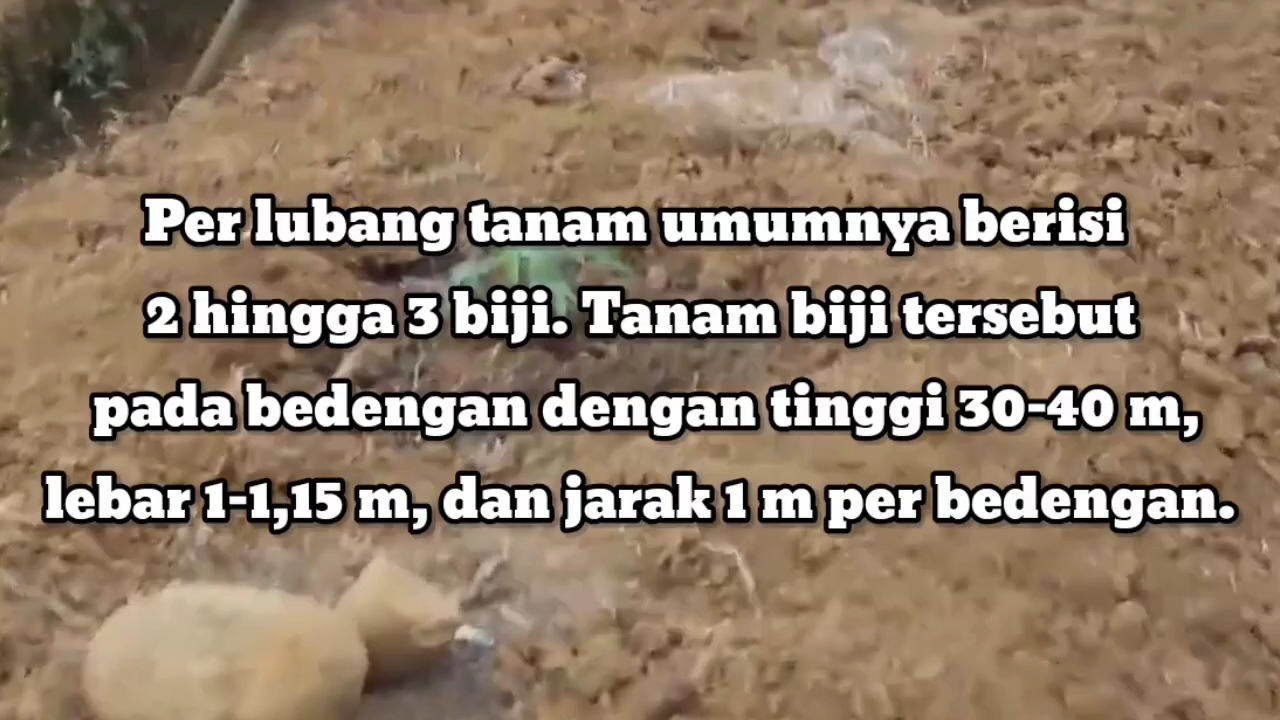 Per lubang tanam umumnya berisi
2 hingga 3 biji. Tanam biji tersebut
pada bedengan dengan tinggi 30-40 m,
lebar 1-1,15 m, dan jarak 1 m per bedengan.